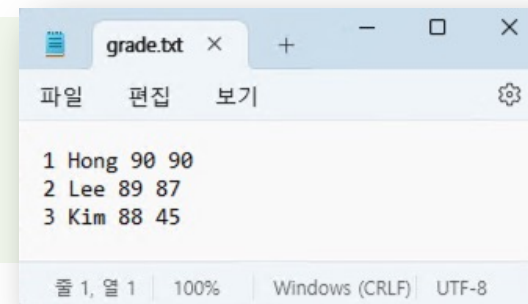 grade.txt
파일 편집 보기
1 Hong 90 90
2 Lee 89 87
3 Kim 88 45
줄 1, 열 1 100% Windows (CRLF) UTF-8